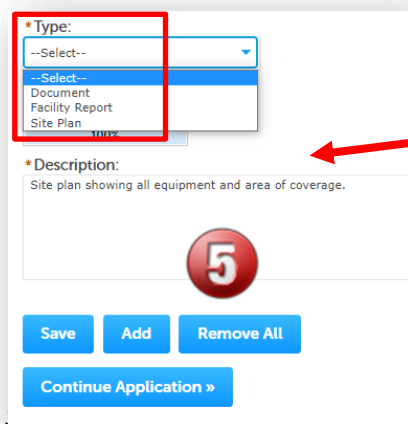 *Type:
--Select--
--Select--
Document
Facility Report
Site Plan
100%
*Description:
Site plan showing all equipment and area of coverage.
5
Save Add Remove All
Continue Application »